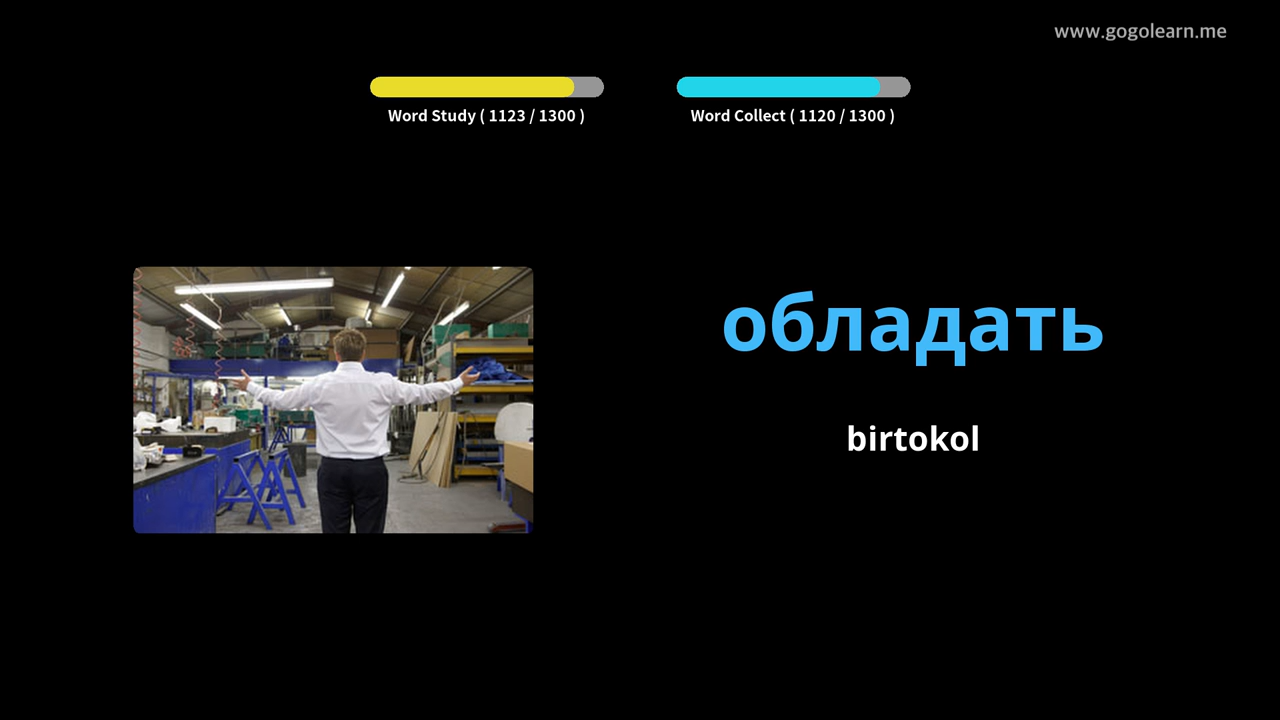 www.gogolearn.me
Word Study ( 1123 / 1300 )
Word Collect ( 1120 / 1300 )
обладать
birtokol